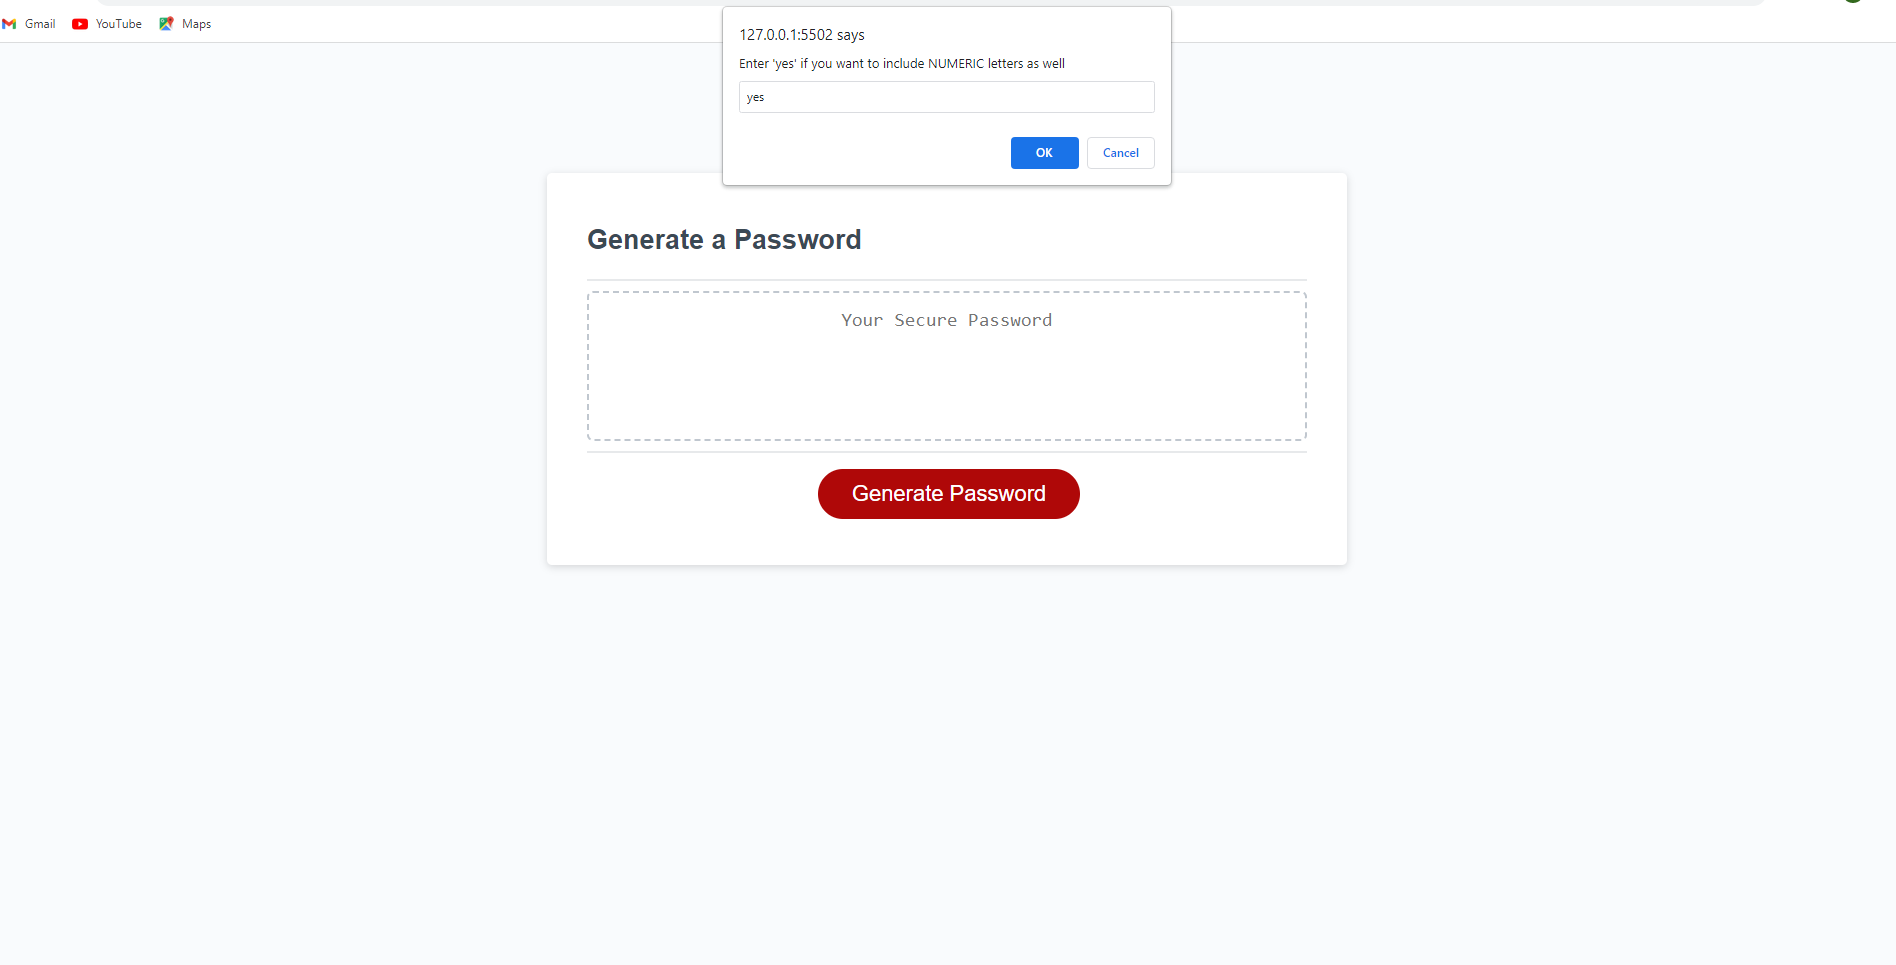 Gmail YouTube Maps
127.0.0.1:5502 says
Enter 'yes' if you want to include NUMERIC letters as well
yes
OK Cancel
Generate a Password
Your Secure Password
Generate Password